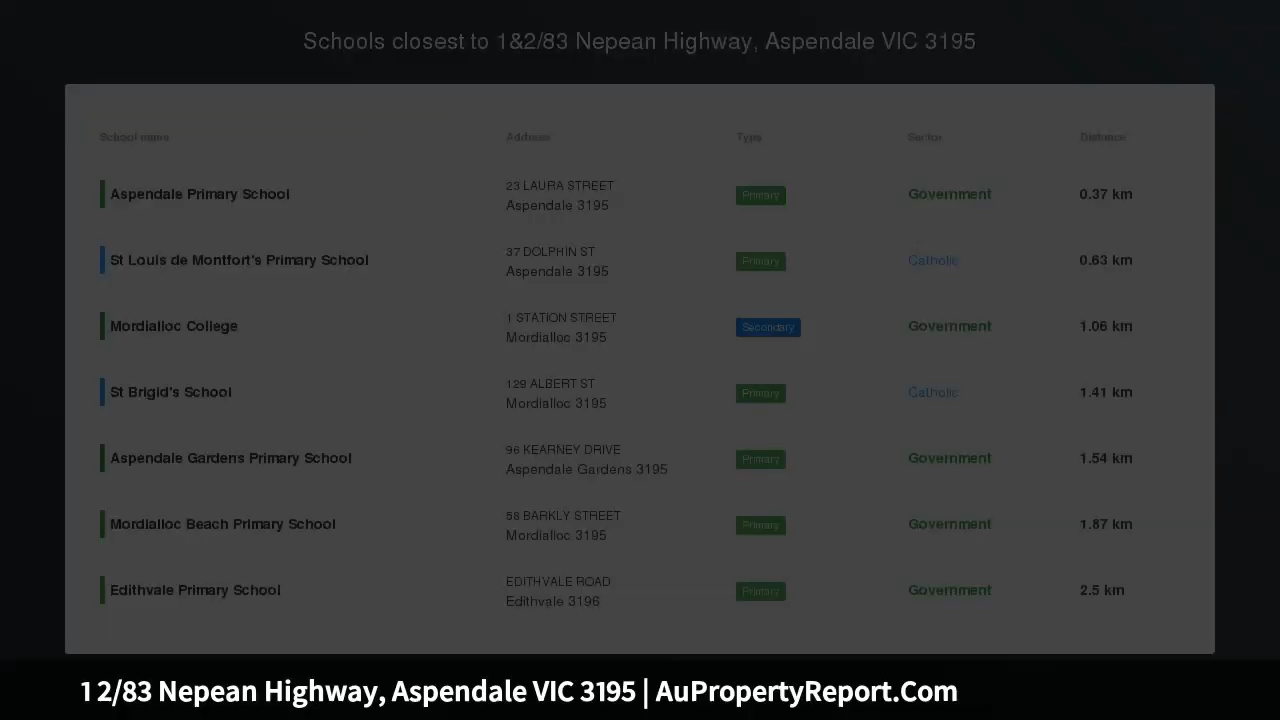 Schools closest to 1&2/83 Nepean Highway, Aspendale VIC 3195
School name Address Type Sector Distance
Aspendale Primary School 23 LAURA STREET Aspendale 3195 Primary Government 0.37 km
St Louis de Montfort's Primary School 37 DOLPHIN ST Aspendale 3195 Primary Catholic 0.63 km
Mordialloc College 1 STATION STREET Mordialloc 3195 Secondary Government 1.06 km
St Brigid's School 129 ALBERT ST Mordialloc 3195 Primary Catholic 1.41 km
Aspendale Gardens Primary School 96 KEARNEY DRIVE Aspendale Gardens 3195 Primary Government 1.54 km
Mordialloc Beach Primary School 58 BARKLY STREET Mordialloc 3195 Primary Government 1.87 km
Edithvale Primary School EDITHVALE ROAD Edithvale 3196 Primary Government 2.5 km
1 2/83 Nepean Highway, Aspendale VIC 3195 | AuPropertyReport.Com